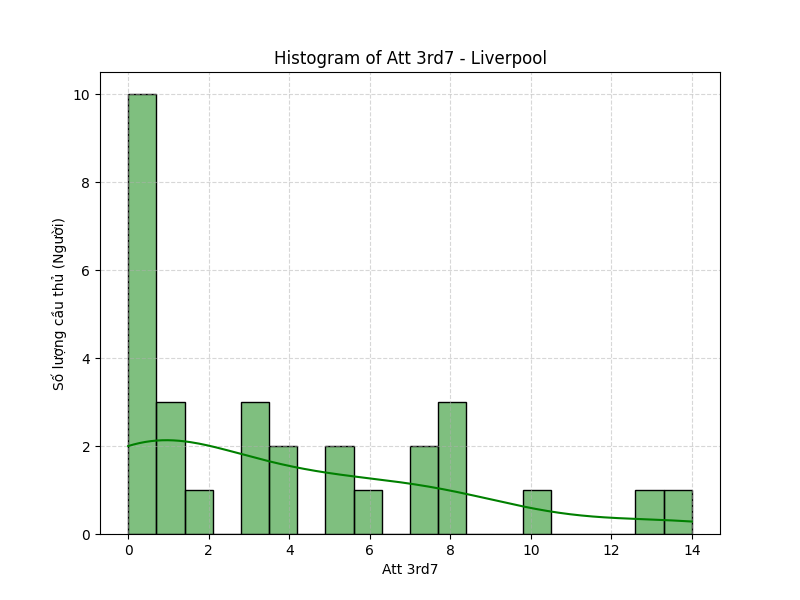 Histogram of Att 3rd7 - Liverpool
10
8
6
4
2
0
Số lượng cầu thủ (Người)
0 2 4 6 8 10 12 14
Att 3rd7